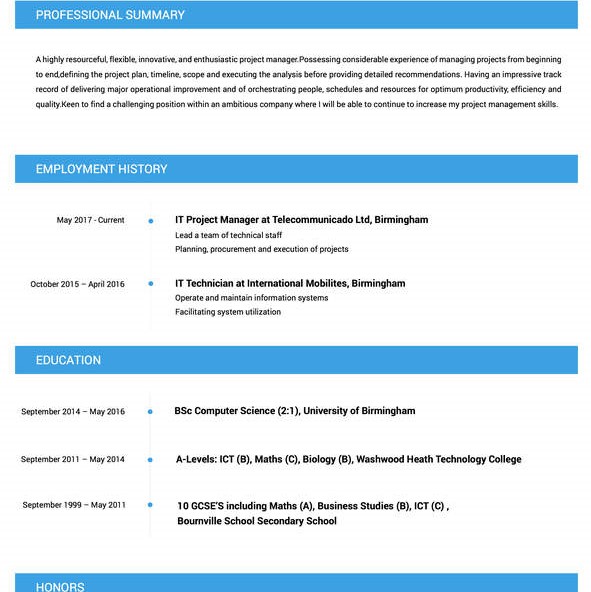 PROFESSIONAL SUMMARY
A highly resourceful, flexible, innovative, and enthusiastic project manager.Possessing considerable experience of managing projects from beginning
to end,defining the project plan, timeline, scope and executing the analysis before providing detailed recommendations. Having an impressive track
record of delivering major operational improvement and of orchestrating people, schedules and resources for optimum productivity, efficiency and
quality.Keen to find a challenging position within an ambitious company where I will be able to continue to increase my project management skills.
EMPLOYMENT HISTORY
May 2017 - Current
IT Project Manager at Telecommunicado Ltd, Birmingham
Lead a team of technical staff
Planning, procurement and execution of projects
October 2015 – April 2016
IT Technician at International Mobilites, Birmingham
Operate and maintain information systems
Facilitating system utilization
EDUCATION
September 2014 – May 2016
BSc Computer Science (2:1), University of Birmingham
September 2011 – May 2014
A-Levels: ICT (B), Maths (C), Biology (B), Washwood Heath Technology College
September 1999 – May 2011
10 GCSE'S including Maths (A), Business Studies (B), ICT (C) ,
Bournville School Secondary School
HONORS